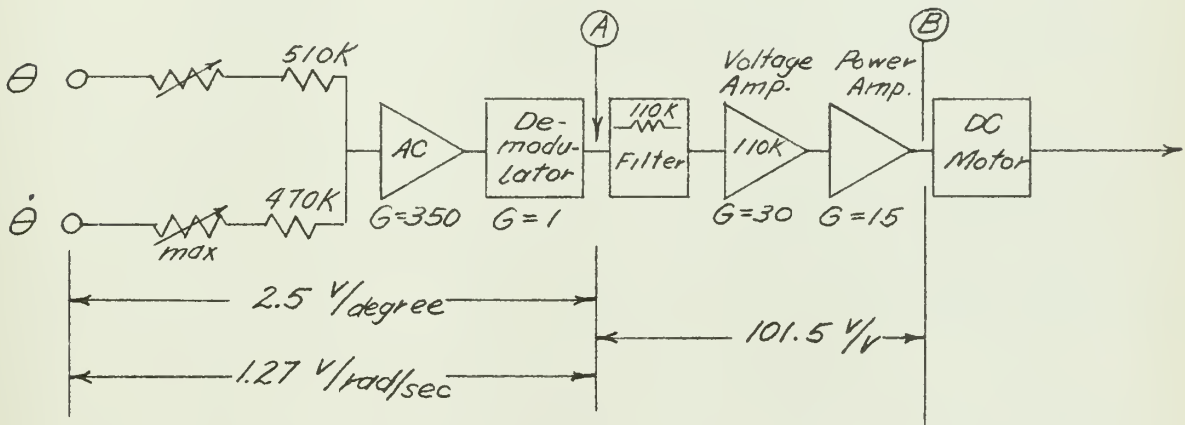 A
B
θ
510K
Voltage
Amp.
Power
Amp.
AC
De-
modu-
lator
110K
Filter
110K
DC
Motor
θ̇
470K
max
G=350
G=1
G=30
G=15
2.5 V/degree
101.5 V/V
1.27 V/rad/sec